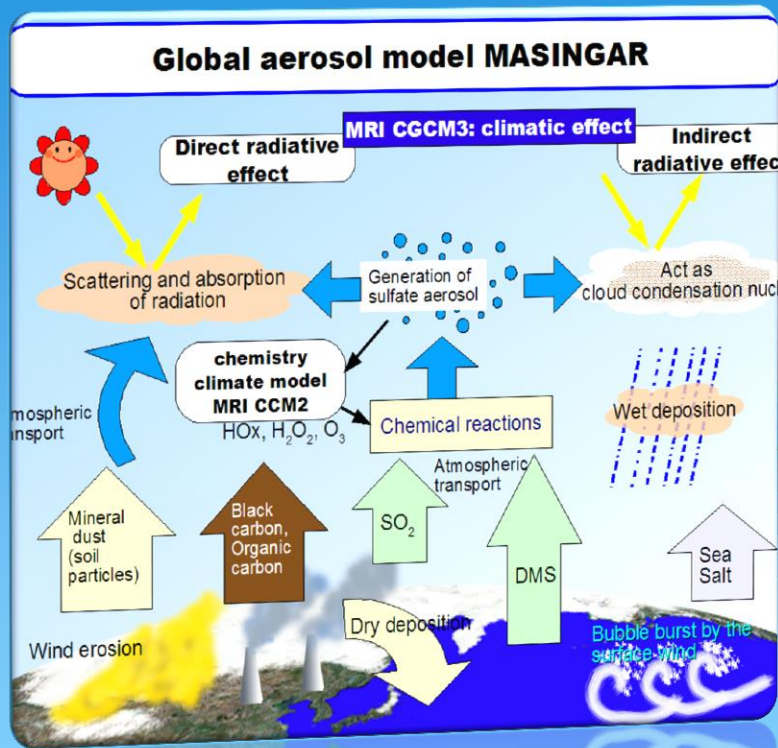 Global aerosol model MASINGAR
MRI CGCM3: climatic effect
Direct radiative
effect
Indirect
radiative effec
Scattering and absorption
of radiation
Generation of
sulfate aerosol
Act as
cloud condensation nucl
chemistry
climate model
MRI CCM2
HOx, H₂O₂, O₃
Chemical reactions
Wet deposition
mospheric
nsport
Atmospheric
transport
Mineral
dust
(soil
particles)
Black
carbon,
Organic
carbon
SO₂
DMS
Sea
Salt
Wind erosion
Dry deposition
Bubble burst by the
surface wind